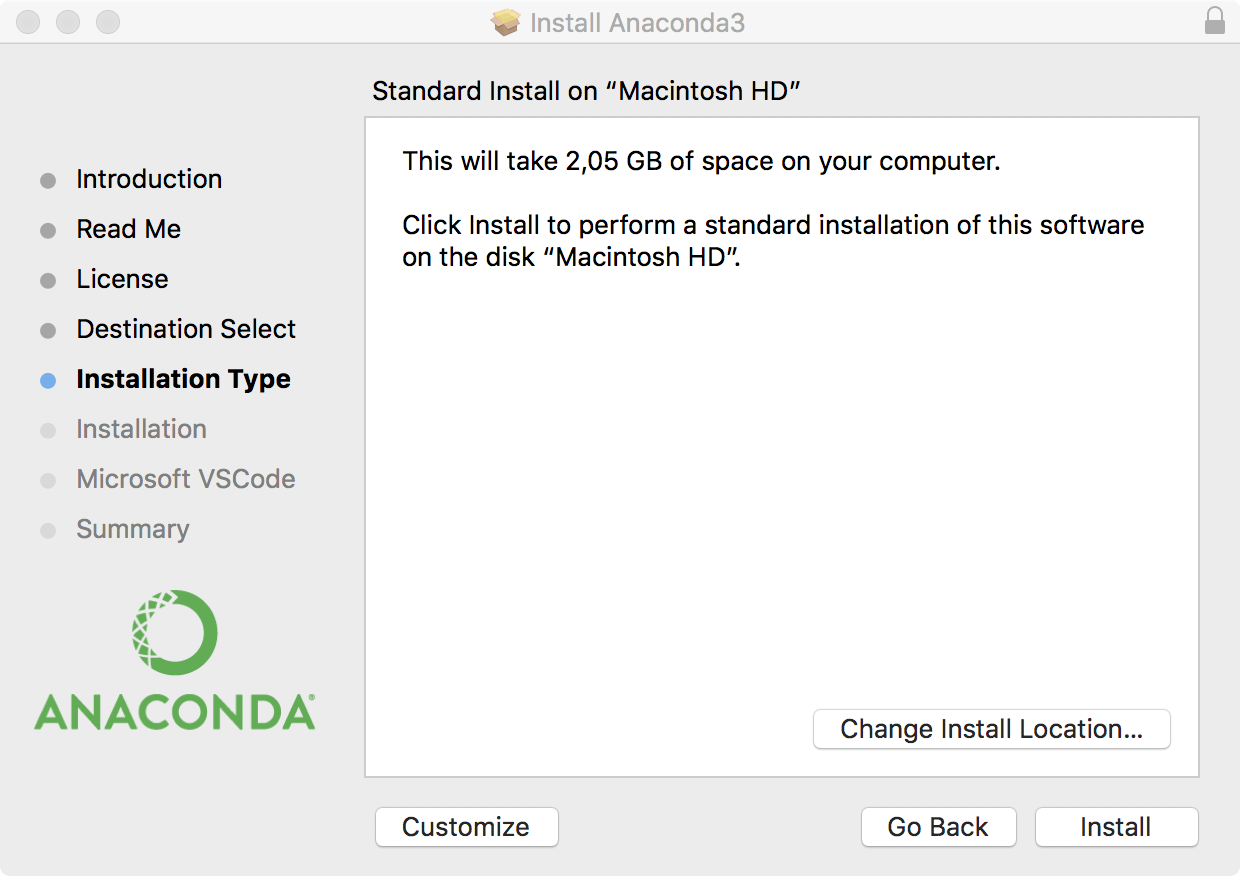 Install Anaconda3
Standard Install on “Macintosh HD”
Introduction
Read Me
License
Destination Select
Installation Type
Installation
Microsoft VSCode
Summary
ANACONDA®
This will take 2,05 GB of space on your computer.
Click Install to perform a standard installation of this software
on the disk “Macintosh HD”.
Change Install Location...
Customize
Go Back
Install